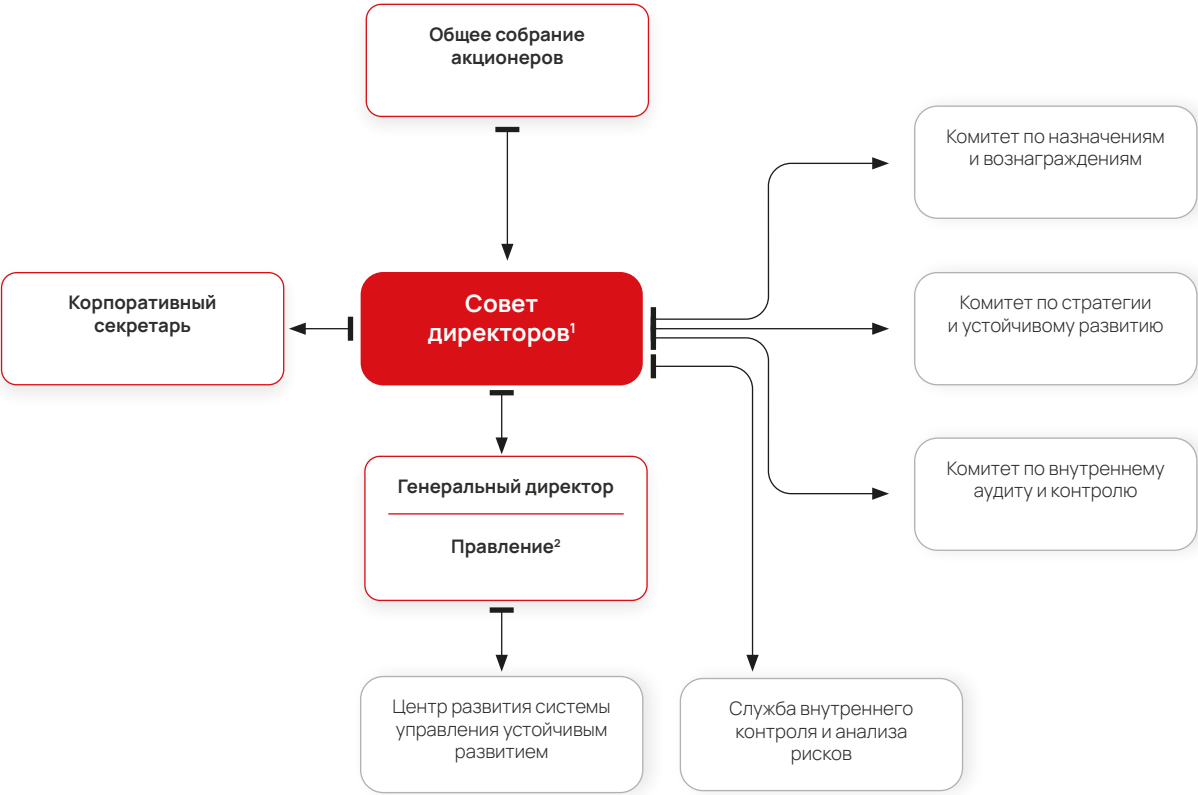 Общее собрание
акционеров
Комитет по назначениям
и вознаграждениям
Корпоративный
секретарь
Совет
директоров¹
Комитет по стратегии
и устойчивому развитию
Генеральный директор
Правление²
Комитет по внутреннему
аудиту и контролю
Центр развития системы
управления устойчивым
развитием
Служба внутреннего
контроля и анализа
рисков